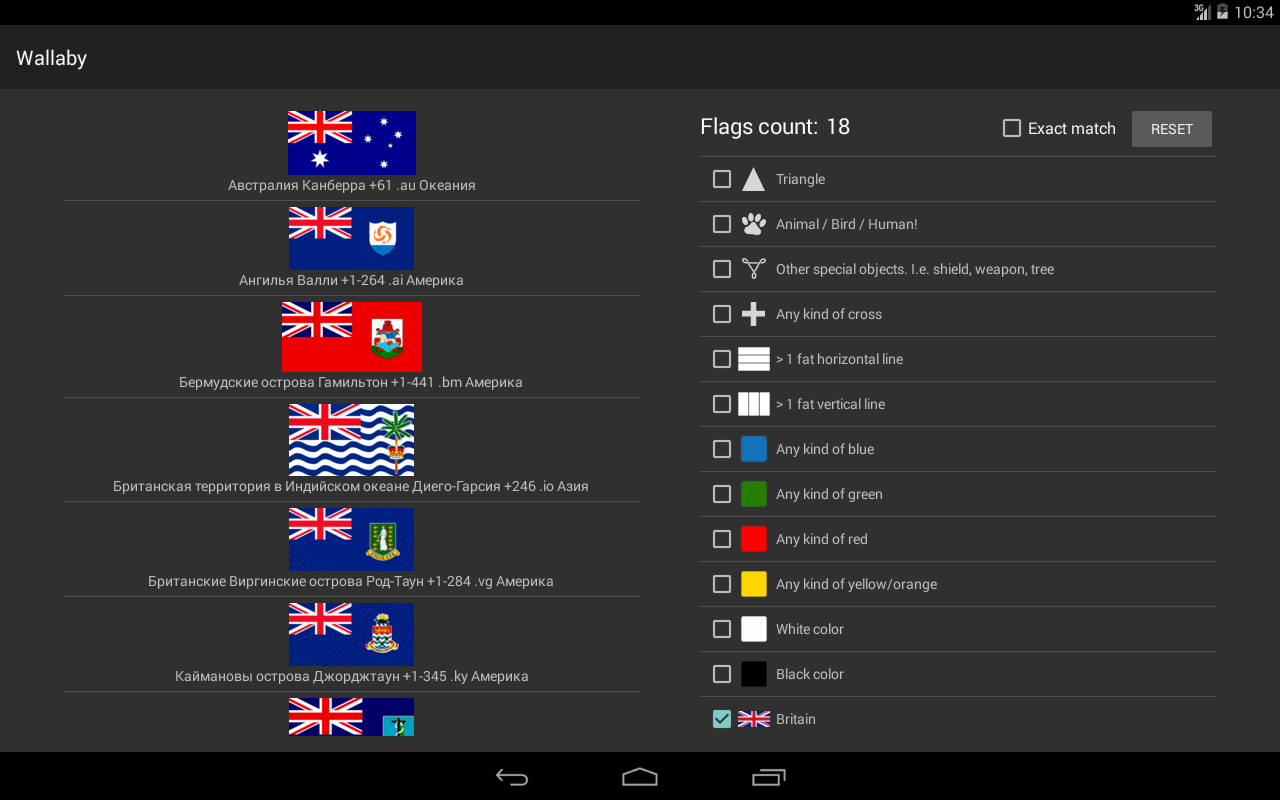 3G 10:34
Wallaby
Австралия Канберра +61 .au Океания
Ангилья Валли +1-264 .ai Америка
Бермудские острова Гамильтон +1-441 .bm Америка
Британская территория в Индийском океане Диего-Гарсия +246 .io Азия
Британские Виргинские острова Род-Таун +1-284 .vg Америка
Каймановы острова Джорджтаун +1-345 .ky Америка
Flags count: 18
Exact match
RESET
Triangle
Animal / Bird / Human!
Other special objects. I.e. shield, weapon, tree
Any kind of cross
> 1 fat horizontal line
> 1 fat vertical line
Any kind of blue
Any kind of green
Any kind of red
Any kind of yellow/orange
White color
Black color
Britain